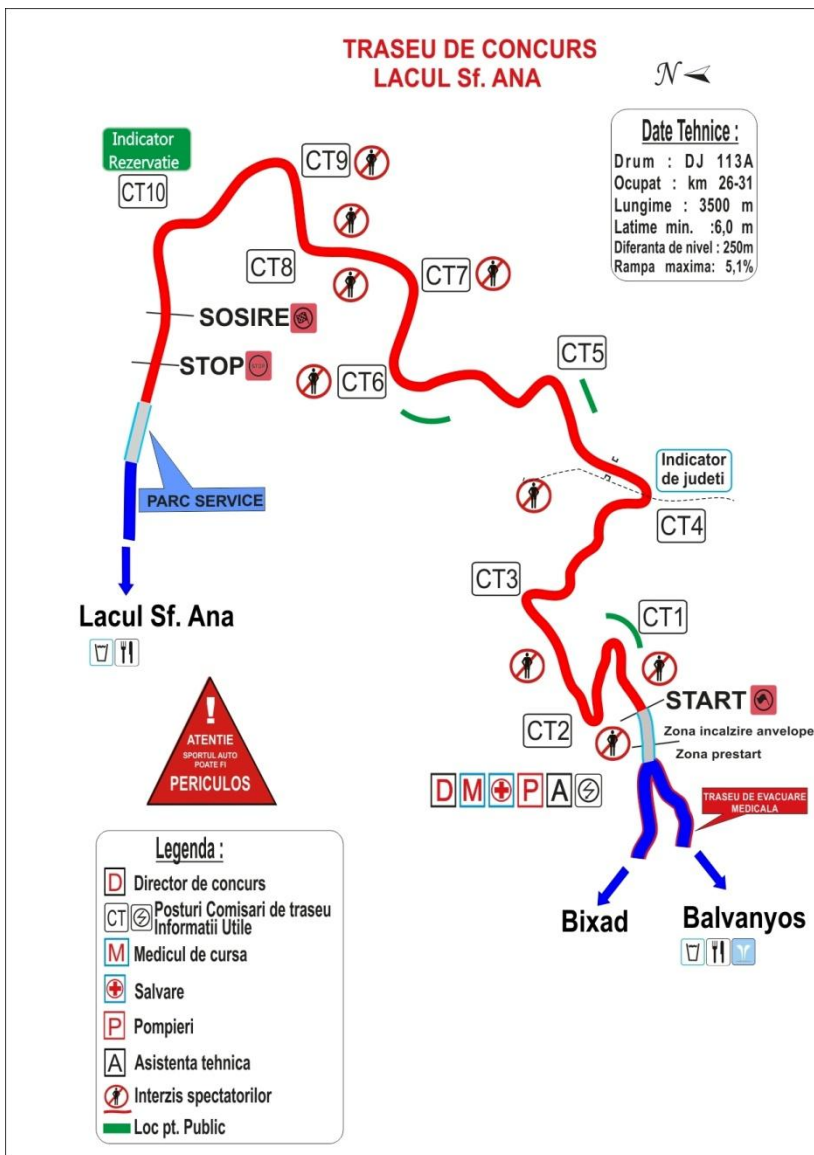 TRASEU DE CONCURS
LACUL Sf. ANA
N
Date Tehnice :
Drum : DJ 113A
Ocupat : km 26-31
Lungime : 3500 m
Latime min. :6,0 m
Diferanta de nivel : 250m
Rampa maxima: 5,1%
Indicator
Rezervatie
CT10
CT9
CT8
CT7
SOSIRE
STOP
STOP
CT6
CT5
PARC SERVICE
Indicator
de judeti
CT4
CT3
CT1
Lacul Sf. Ana
START
CT2
Zona incalzire anvelope
Zona prestart
!
ATENTIE
SPORTUL AUTO
POATE FI
PERICULOS
D M P A
TRASEU DE EVACUARE
MEDICALA
Bixad
Balvanyos
Legenda :
D Director de concurs
CT Posturi Comisari de traseu
Informatii Utile
M Medicul de cursa
Salvare
P Pompieri
A Asistenta tehnica
Interzis spectatorilor
Loc pt. Public